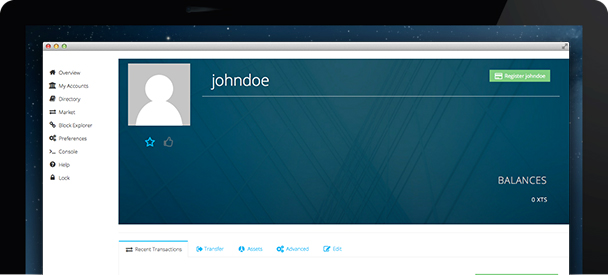 johndoe
Register johndoe
Overview
My Accounts
Directory
Market
Block Explorer
Preferences
Console
Help
Lock
BALANCES
0 XTS
Recent Transactions
Transfer
Assets
Advanced
Edit